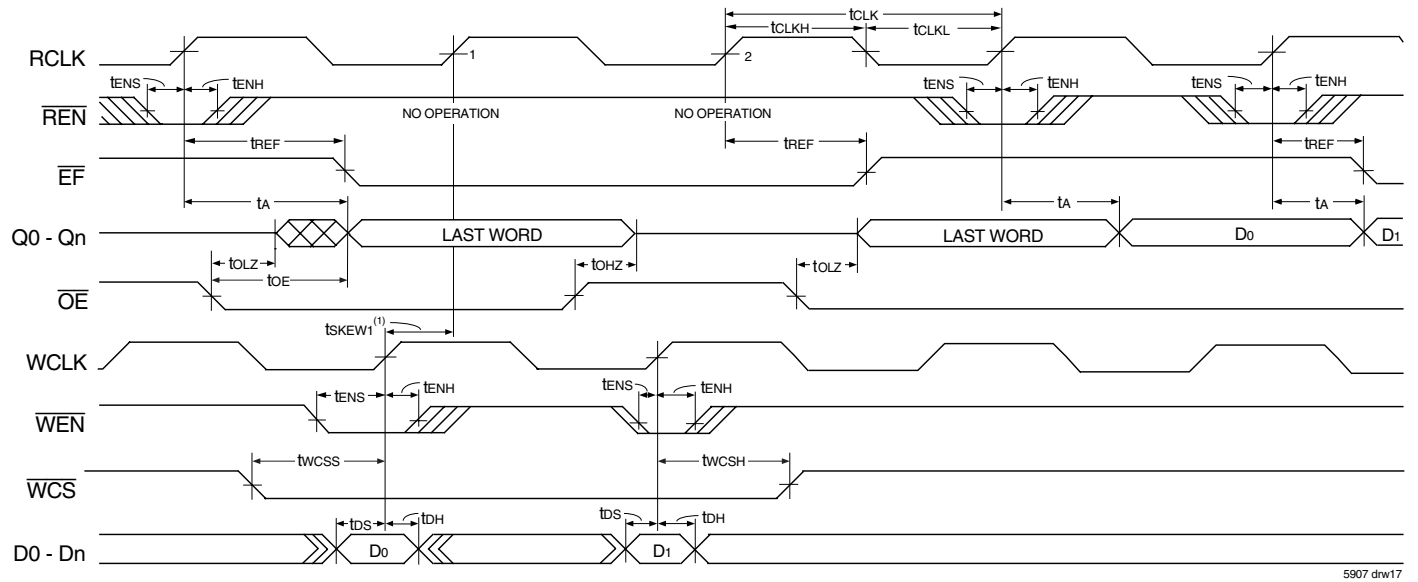 tCLK
tCLKH tCLKL
RCLK 1 2
tENS tENH tENS tENH tENS tENH
REN NO OPERATION NO OPERATION
tREF tREF tREF
EF
tA tA tA
Q0 - Qn LAST WORD LAST WORD D0 D1
tOLZ tOHZ tOLZ
tOE
OE
tSKEW1(1)
WCLK
tENS tENH tENS tENH
WEN
tWCSS tWCSH
WCS
tDS tDH tDS tDH
D0 - Dn D0 D1
5907 drw17